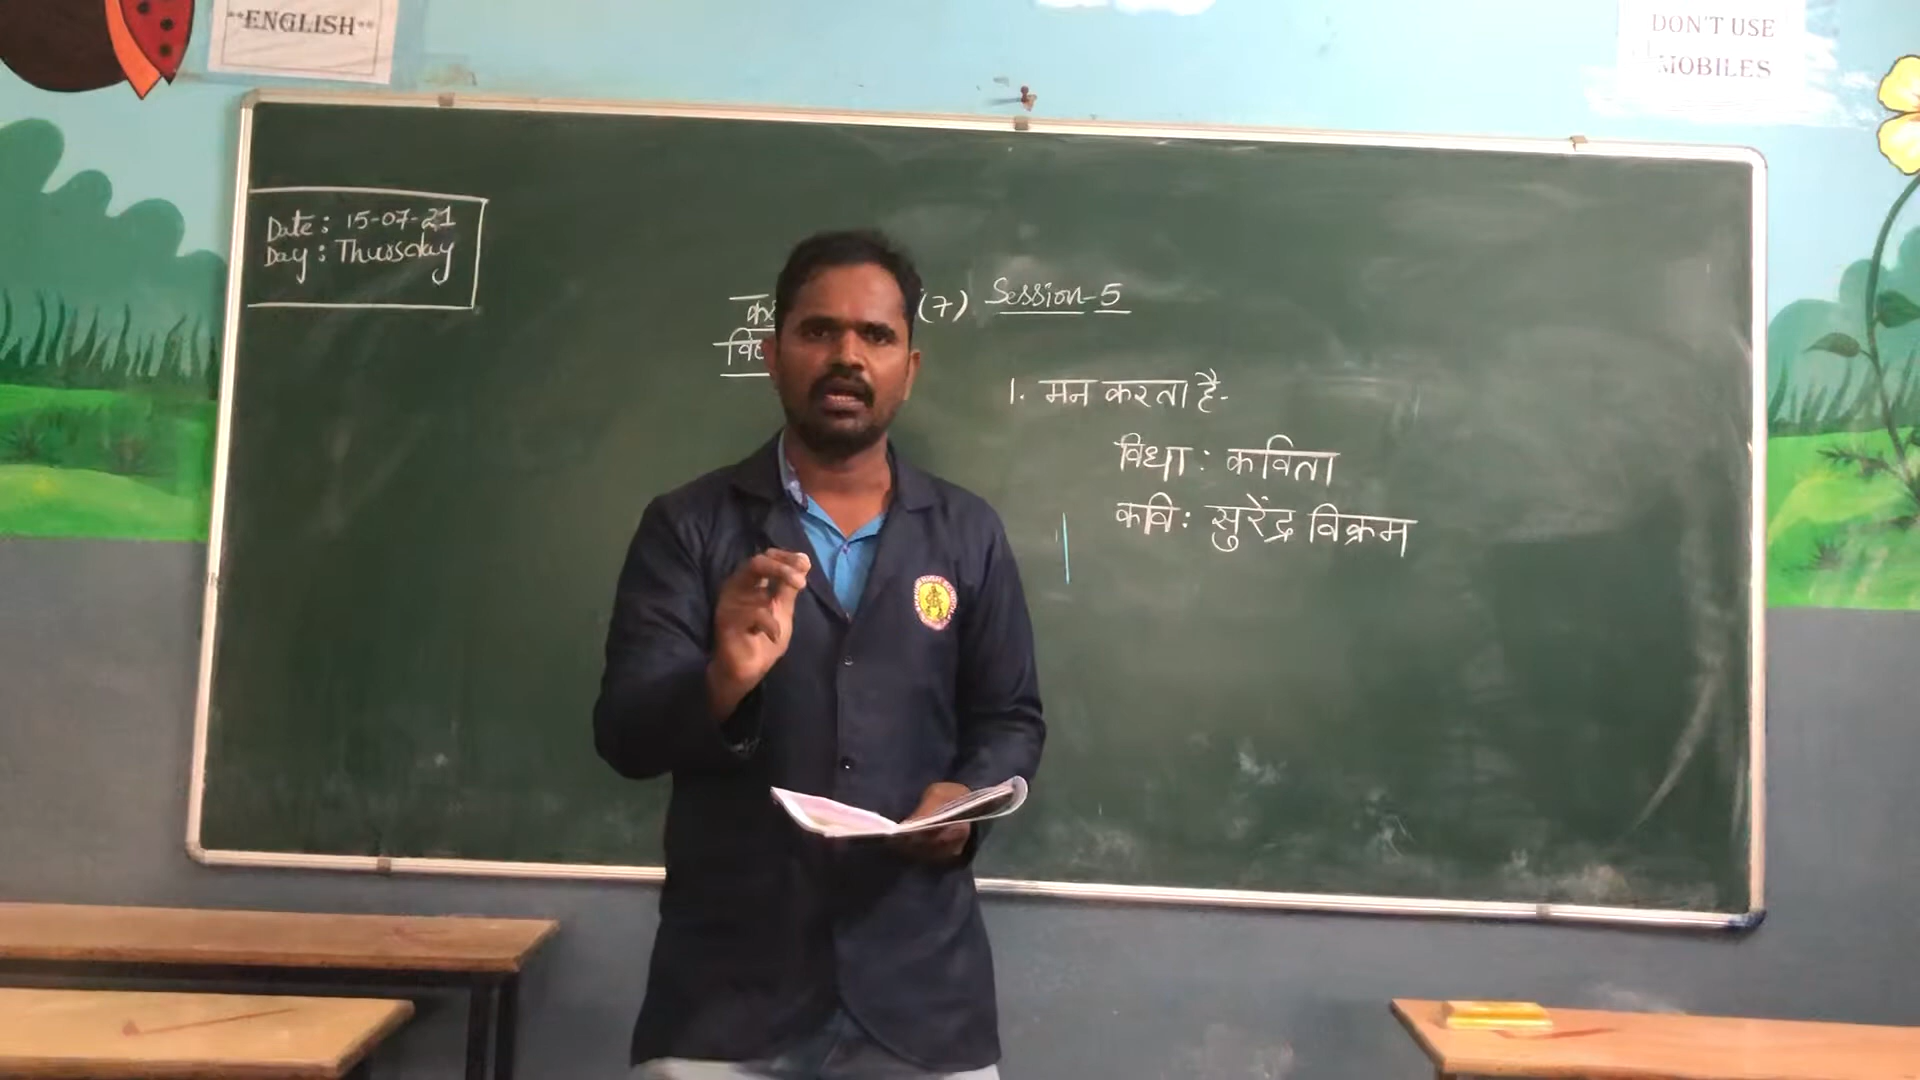 **ENGLISH**
DON'T USE
MOBILES
Date: 15-07-21
Day: Thursday
(7) Session-5
1. मन करता है-
विधा: कविता
कवि: सुरेंद्र विक्रम